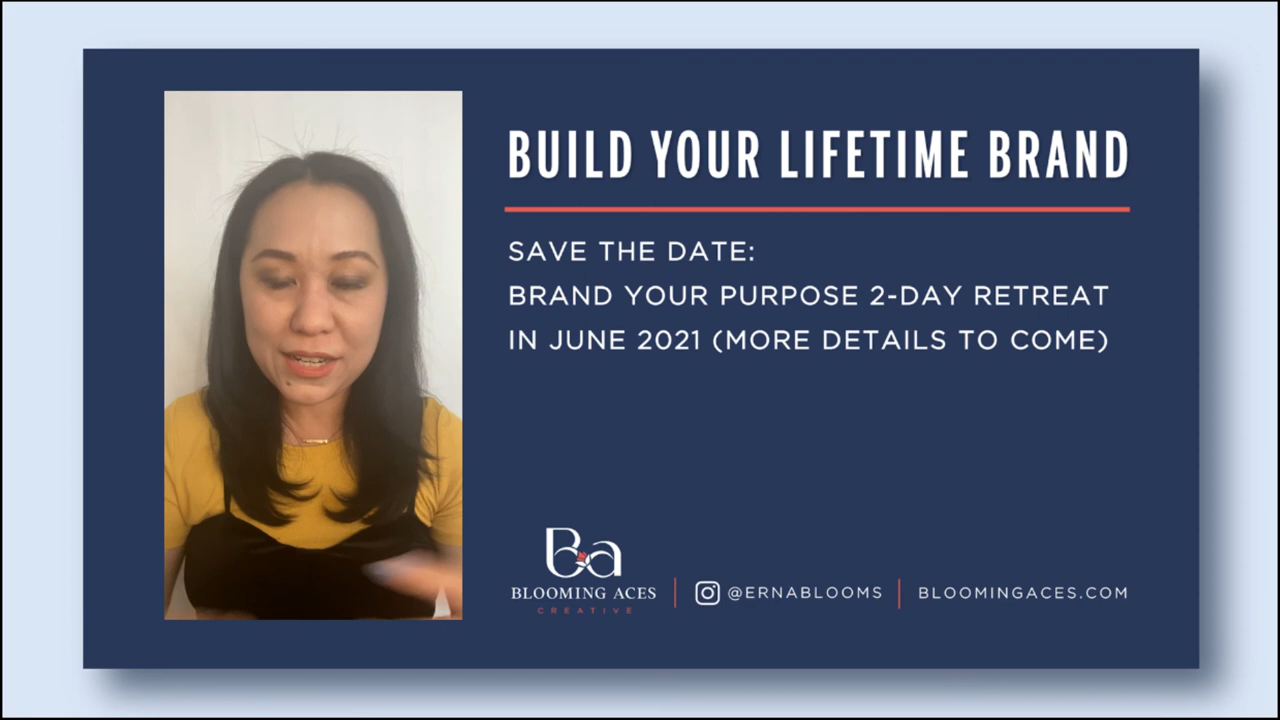 BUILD YOUR LIFETIME BRAND
SAVE THE DATE:
BRAND YOUR PURPOSE 2-DAY RETREAT
IN JUNE 2021 (MORE DETAILS TO COME)
Ba
BLOOMING ACES
CREATIVE
@ERNABLOOMS
BLOOMINGACES.COM